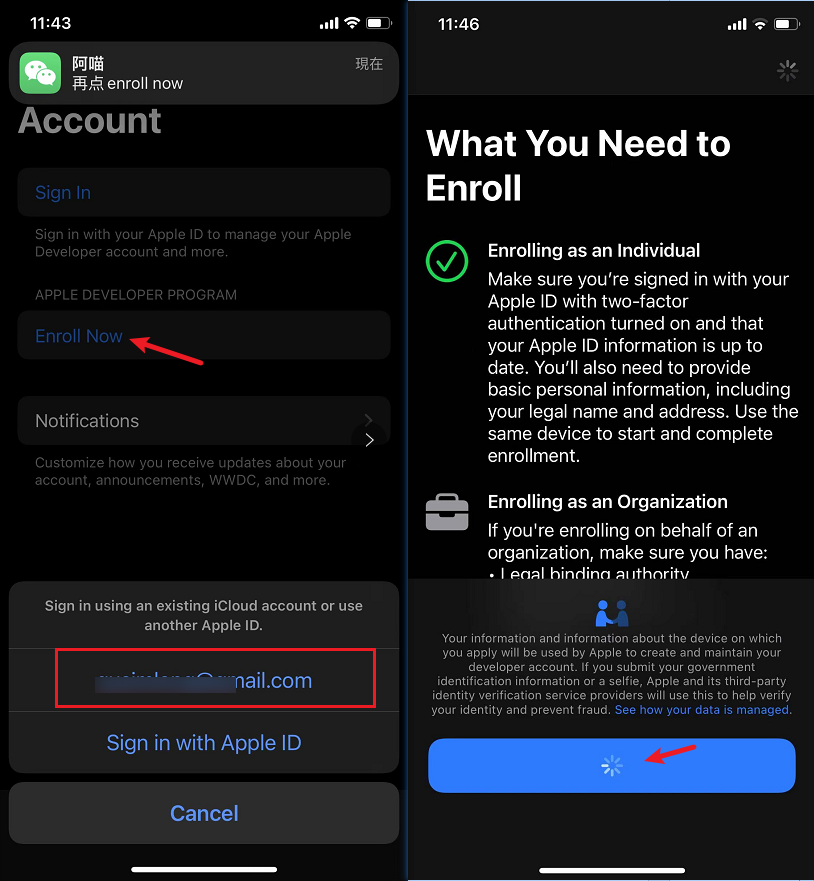 11:43
阿喵
現在
再点enroll now
Account
Sign In
Sign in with your Apple ID to manage your Apple
Developer account and more.
APPLE DEVELOPER PROGRAM
Enroll Now
Notifications
Customize how you receive updates about your
account, announcements, WWDC, and more.
Sign in using an existing iCloud account or use
another Apple ID.
mail.com
Sign in with Apple ID
Cancel
11:46
What You Need to
Enroll
Enrolling as an Individual
Make sure you’re signed in with your
Apple ID with two-factor
authentication turned on and that
your Apple ID information is up to
date. You’ll also need to provide
basic personal information, including
your legal name and address. Use the
same device to start and complete
enrollment.
Enrolling as an Organization
If you're enrolling on behalf of an
organization, make sure you have:
• Legal binding authority
Your information and information about the device on which
you apply will be used by Apple to create and maintain your
developer account. If you submit your government
identification information or a selfie, Apple and its third-party
identity verification service providers will use this to help verify
your identity and prevent fraud. See how your data is managed.